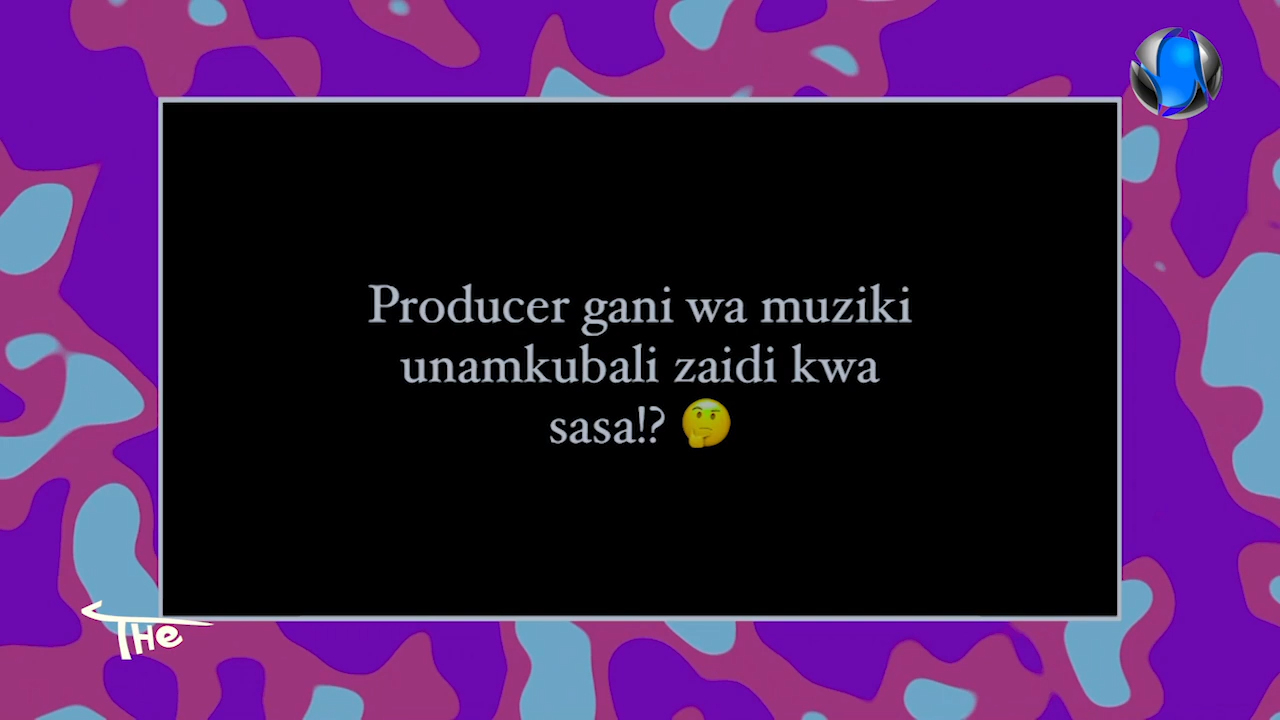 Producer gani wa muziki
unamkubali zaidi kwa
sasa!? 🤔
THe